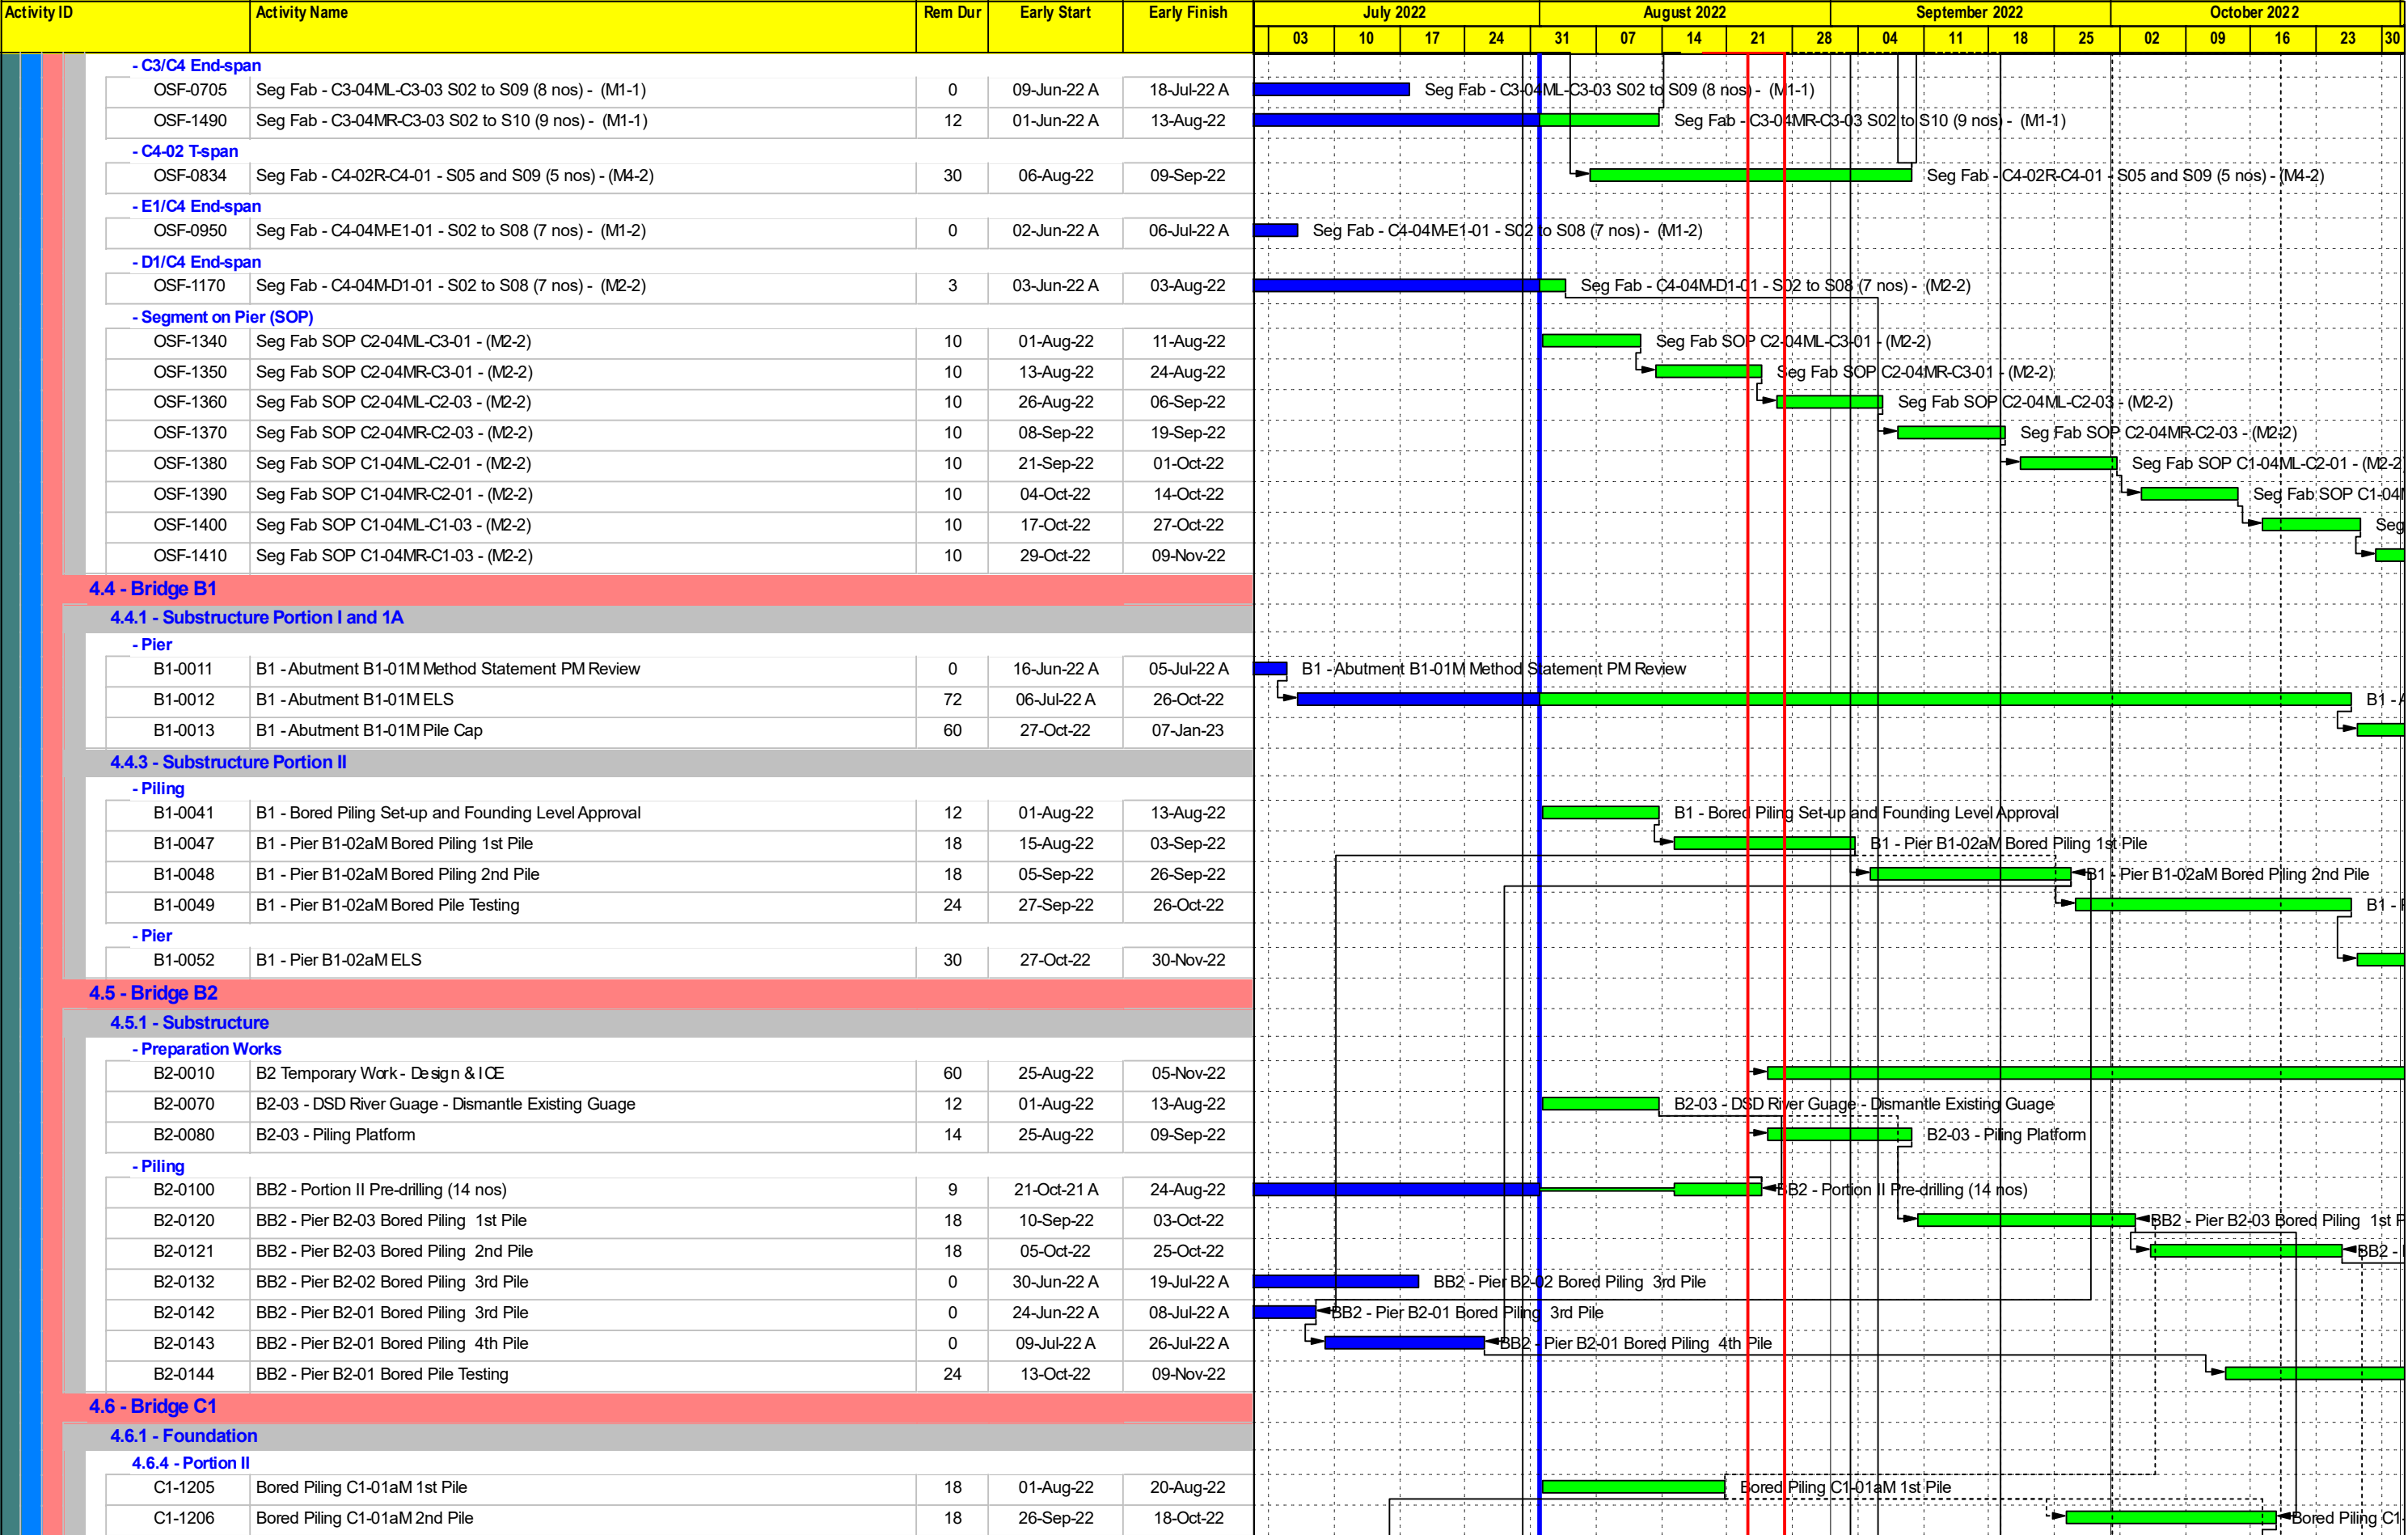 Activity ID Activity Name Rem Dur Early Start Early Finish July 2022 August 2022 September 2022 October 2022
03 10 17 24 31 07 14 21 28 04 11 18 25 02 09 16 23 30
- C3/C4 End-span
OSF-0705 Seg Fab - C3-04ML-C3-03 S02 to S09 (8 nos) - (M1-1) 0 09-Jun-22 A 18-Jul-22 A Seg Fab - C3-04ML-C3-03 S02 to S09 (8 nos) - (M1-1)
OSF-1490 Seg Fab - C3-04MR-C3-03 S02 to S10 (9 nos) - (M1-1) 12 01-Jun-22 A 13-Aug-22 Seg Fab - C3-04MR-C3-03 S02 to S10 (9 nos) - (M1-1)
- C4-02 T-span
OSF-0834 Seg Fab - C4-02R-C4-01 - S05 and S09 (5 nos) - (M4-2) 30 06-Aug-22 09-Sep-22 Seg Fab - C4-02R-C4-01 - S05 and S09 (5 nos) - (M4-2)
- E1/C4 End-span
OSF-0950 Seg Fab - C4-04M-E1-01 - S02 to S08 (7 nos) - (M1-2) 0 02-Jun-22 A 06-Jul-22 A Seg Fab - C4-04M-E1-01 - S02 to S08 (7 nos) - (M1-2)
- D1/C4 End-span
OSF-1170 Seg Fab - C4-04M-D1-01 - S02 to S08 (7 nos) - (M2-2) 3 03-Jun-22 A 03-Aug-22 Seg Fab - C4-04M-D1-01 - S02 to S08 (7 nos) - (M2-2)
- Segment on Pier (SOP)
OSF-1340 Seg Fab SOP C2-04ML-C3-01 - (M2-2) 10 01-Aug-22 11-Aug-22 Seg Fab SOP C2-04ML-C3-01 - (M2-2)
OSF-1350 Seg Fab SOP C2-04MR-C3-01 - (M2-2) 10 13-Aug-22 24-Aug-22 Seg Fab SOP C2-04MR-C3-01 - (M2-2)
OSF-1360 Seg Fab SOP C2-04ML-C2-03 - (M2-2) 10 26-Aug-22 06-Sep-22 Seg Fab SOP C2-04ML-C2-03 - (M2-2)
OSF-1370 Seg Fab SOP C2-04MR-C2-03 - (M2-2) 10 08-Sep-22 19-Sep-22 Seg Fab SOP C2-04MR-C2-03 - (M2-2)
OSF-1380 Seg Fab SOP C1-04ML-C2-01 - (M2-2) 10 21-Sep-22 01-Oct-22 Seg Fab SOP C1-04ML-C2-01 - (M2-2
OSF-1390 Seg Fab SOP C1-04MR-C2-01 - (M2-2) 10 04-Oct-22 14-Oct-22 Seg Fab SOP C1-04
OSF-1400 Seg Fab SOP C1-04ML-C1-03 - (M2-2) 10 17-Oct-22 27-Oct-22 Seg
OSF-1410 Seg Fab SOP C1-04MR-C1-03 - (M2-2) 10 29-Oct-22 09-Nov-22
4.4 - Bridge B1
4.4.1 - Substructure Portion I and 1A
- Pier
B1-0011 B1 - Abutment B1-01M Method Statement PM Review 0 16-Jun-22 A 05-Jul-22 A B1 - Abutment B1-01M Method Statement PM Review
B1-0012 B1 - Abutment B1-01M ELS 72 06-Jul-22 A 26-Oct-22 B1 -
B1-0013 B1 - Abutment B1-01M Pile Cap 60 27-Oct-22 07-Jan-23
4.4.3 - Substructure Portion II
- Piling
B1-0041 B1 - Bored Piling Set-up and Founding Level Approval 12 01-Aug-22 13-Aug-22 B1 - Bored Piling Set-up and Founding Level Approval
B1-0047 B1 - Pier B1-02aM Bored Piling 1st Pile 18 15-Aug-22 03-Sep-22 B1 - Pier B1-02aM Bored Piling 1st Pile
B1-0048 B1 - Pier B1-02aM Bored Piling 2nd Pile 18 05-Sep-22 26-Sep-22 B1 - Pier B1-02aM Bored Piling 2nd Pile
B1-0049 B1 - Pier B1-02aM Bored Pile Testing 24 27-Sep-22 26-Oct-22 B1 -
- Pier
B1-0052 B1 - Pier B1-02aM ELS 30 27-Oct-22 30-Nov-22
4.5 - Bridge B2
4.5.1 - Substructure
- Preparation Works
B2-0010 B2 Temporary Work - Design & ICE 60 25-Aug-22 05-Nov-22
B2-0070 B2-03 - DSD River Guage - Dismantle Existing Guage 12 01-Aug-22 13-Aug-22 B2-03 - DSD River Guage - Dismantle Existing Guage
B2-0080 B2-03 - Piling Platform 14 25-Aug-22 09-Sep-22 B2-03 - Piling Platform
- Piling
B2-0100 BB2 - Portion II Pre-drilling (14 nos) 9 21-Oct-21 A 24-Aug-22 BB2 - Portion II Pre-drilling (14 nos)
B2-0120 BB2 - Pier B2-03 Bored Piling 1st Pile 18 10-Sep-22 03-Oct-22 BB2 - Pier B2-03 Bored Piling 1st
B2-0121 BB2 - Pier B2-03 Bored Piling 2nd Pile 18 05-Oct-22 25-Oct-22 BB2 -
B2-0132 BB2 - Pier B2-02 Bored Piling 3rd Pile 0 30-Jun-22 A 19-Jul-22 A BB2 - Pier B2-02 Bored Piling 3rd Pile
B2-0142 BB2 - Pier B2-01 Bored Piling 3rd Pile 0 24-Jun-22 A 08-Jul-22 A BB2 - Pier B2-01 Bored Piling 3rd Pile
B2-0143 BB2 - Pier B2-01 Bored Piling 4th Pile 0 09-Jul-22 A 26-Jul-22 A BB2 - Pier B2-01 Bored Piling 4th Pile
B2-0144 BB2 - Pier B2-01 Bored Pile Testing 24 13-Oct-22 09-Nov-22
4.6 - Bridge C1
4.6.1 - Foundation
4.6.4 - Portion II
C1-1205 Bored Piling C1-01aM 1st Pile 18 01-Aug-22 20-Aug-22 Bored Piling C1-01aM 1st Pile
C1-1206 Bored Piling C1-01aM 2nd Pile 18 26-Sep-22 18-Oct-22 Bored Piling C1